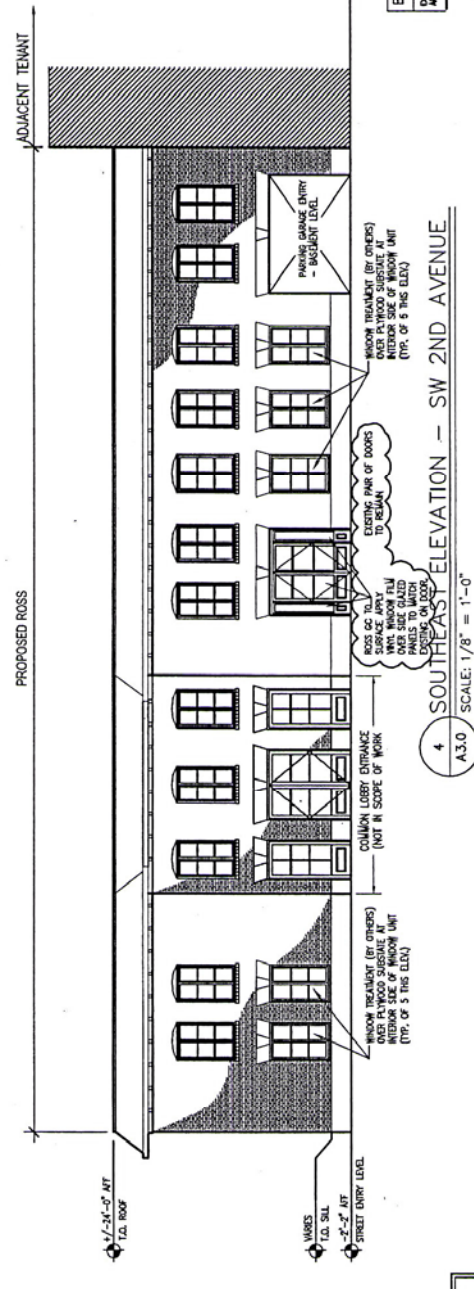 PROPOSED ROSS
ADJACENT TENANT
+/-24'-0" AFF
T.O. ROOF
VARIES
T.O. SILL
-2'-2" AFF
STREET ENTRY LEVEL
WINDOW TREATMENT (BY OTHERS)
OVER PLYWOOD SUBSTATE AT
INTERIOR SIDE OF WINDOW UNIT
(TYP. OF 5 THIS ELEV.)
COMMON LOBBY ENTRANCE
(NOT IN SCOPE OF WORK
ROSS GC TO
SURFACE APPLY
VINYL WINDOW FILM
OVER SIDE GLAZED
PANELS TO MATCH
EXISTING ON DOOR.
EXISTING PAIR OF DOORS
TO REMAIN
WINDOW TREATMENT (BY OTHERS)
OVER PLYWOOD SUBSTATE AT
INTERIOR SIDE OF WINDOW UNIT
(TYP. OF 5 THIS ELEV.)
PARKING GARAGE ENTRY
- BASEMENT LEVEL
4
A3.0
SOUTHEAST ELEVATION - SW 2ND AVENUE
SCALE: 1/8" = 1'-0"